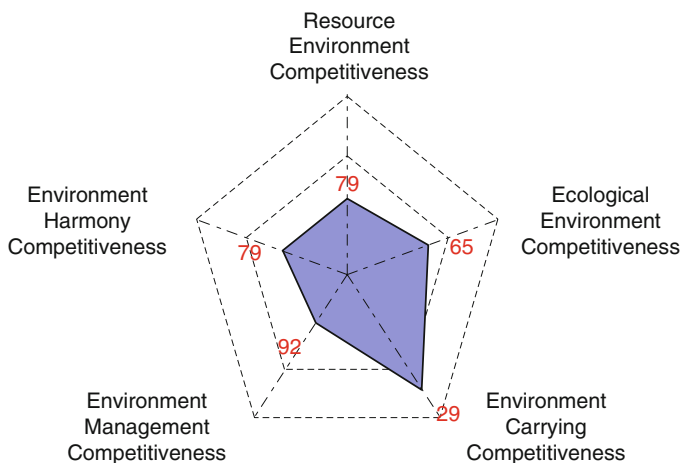 Resource
Environment
Competitiveness
79
Environment
Harmony
Competitiveness
79
Ecological
Environment
Competitiveness
65
92
Environment
Management
Competitiveness
29
Environment
Carrying
Competitiveness